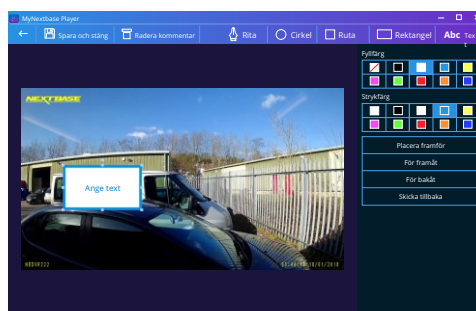 MyNextbase Player
Spara och stäng
Radera kommentar
Rita
Cirkel
Ruta
Rektangel
Abc Tex
t
Fyllfärg
Strykfärg
Placera framför
För framåt
För bakåt
Skicka tillbaka
NEXTBASE
Ange text